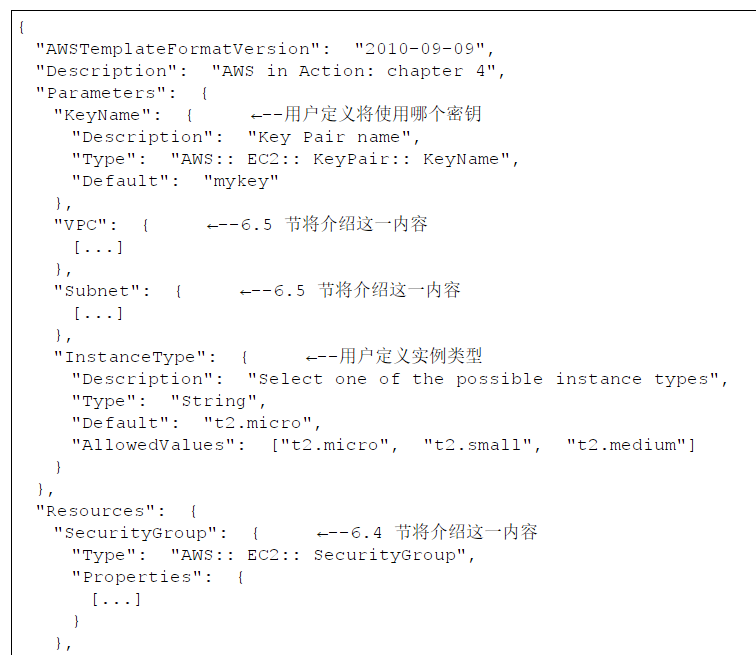 {
"AWSTemplateFormatVersion": "2010-09-09",
"Description": "AWS in Action: chapter 4",
"Parameters": {
"KeyName": { ←--用户定义将使用哪个密钥
"Description": "Key Pair name",
"Type": "AWS:: EC2:: KeyPair:: KeyName",
"Default": "mykey"
},
"VPC": { ←--6.5 节将介绍这一内容
[...]
},
"Subnet": { ←--6.5 节将介绍这一内容
[...]
},
"InstanceType": { ←--用户定义实例类型
"Description": "Select one of the possible instance types",
"Type": "String",
"Default": "t2.micro",
"AllowedValues": ["t2.micro", "t2.small", "t2.medium"]
}
},
"Resources": {
"SecurityGroup": { ←--6.4 节将介绍这一内容
"Type": "AWS:: EC2:: SecurityGroup",
"Properties": {
[...]
}
},